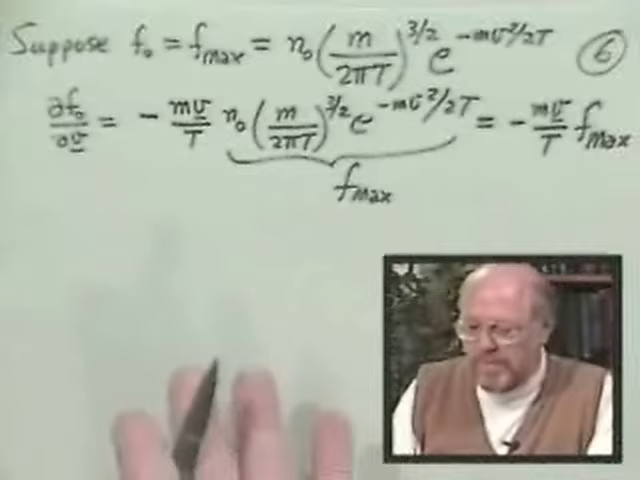 Suppose f₀ = f_max = n₀ (m/2πT)^3/2 e^-mv²/2T ⑥
∂f₀/∂v̲ = - mv̲/T n₀ (m/2πT)^3/2 e^-mv²/2T = - mv̲/T f_max
f_max